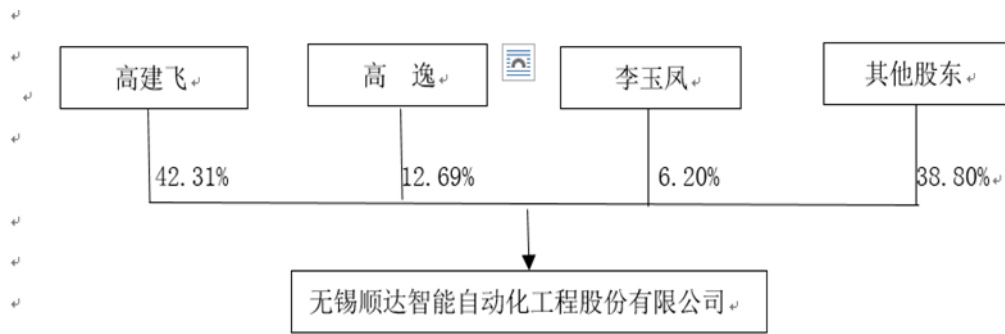 高建飞
高 逸
李玉凤
其他股东
42.31%
12.69%
6.20%
38.80%
无锡顺达智能自动化工程股份有限公司